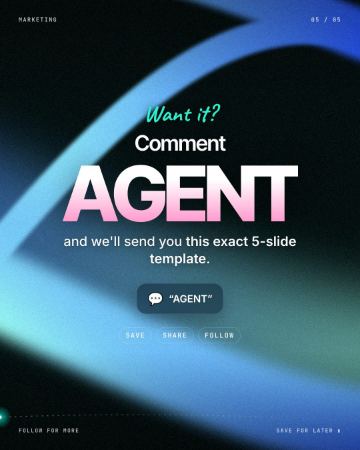 MARKETING
05 / 05
Want it?
Comment
AGENT
and we'll send you this exact 5-slide
template.
💬 "AGENT"
SAVE SHARE FOLLOW
FOLLOW FOR MORE
SAVE FOR LATER